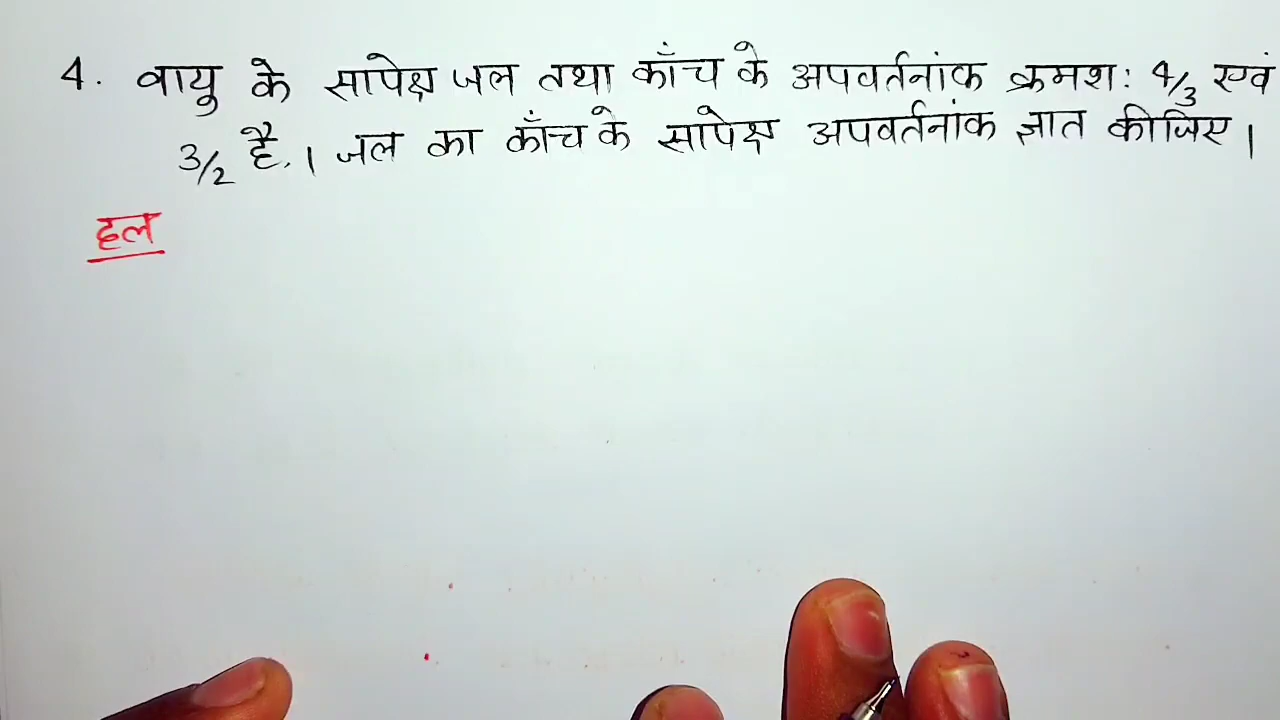 4. वायु के सापेक्ष जल तथा काँच के अपवर्तनांक क्रमशः 4/3 एवं
3/2 है.। जल का काँच के सापेक्ष अपवर्तनांक ज्ञात कीजिए।
हल